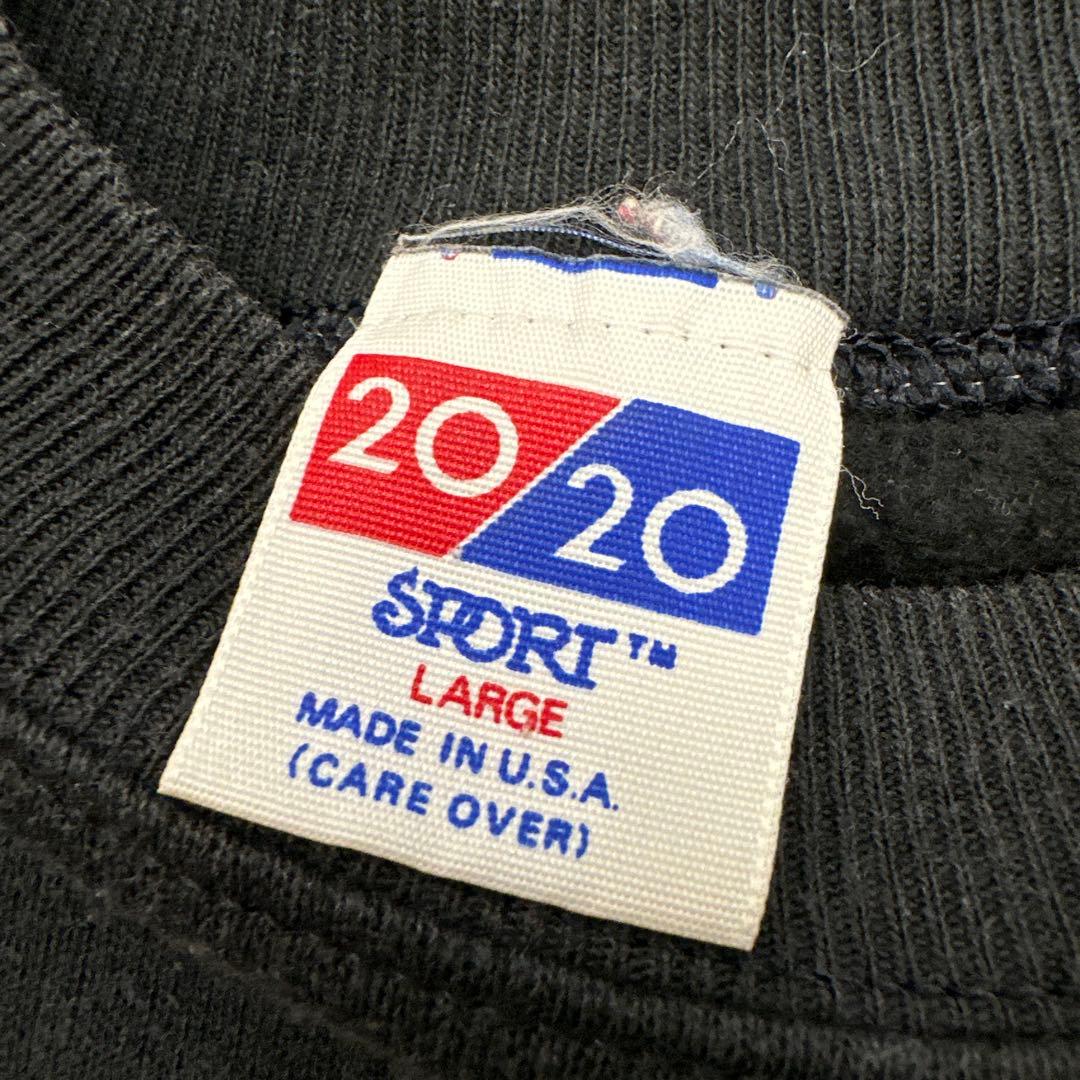 20 20
SPORT™
LARGE
MADE IN U.S.A.
(CARE OVER)